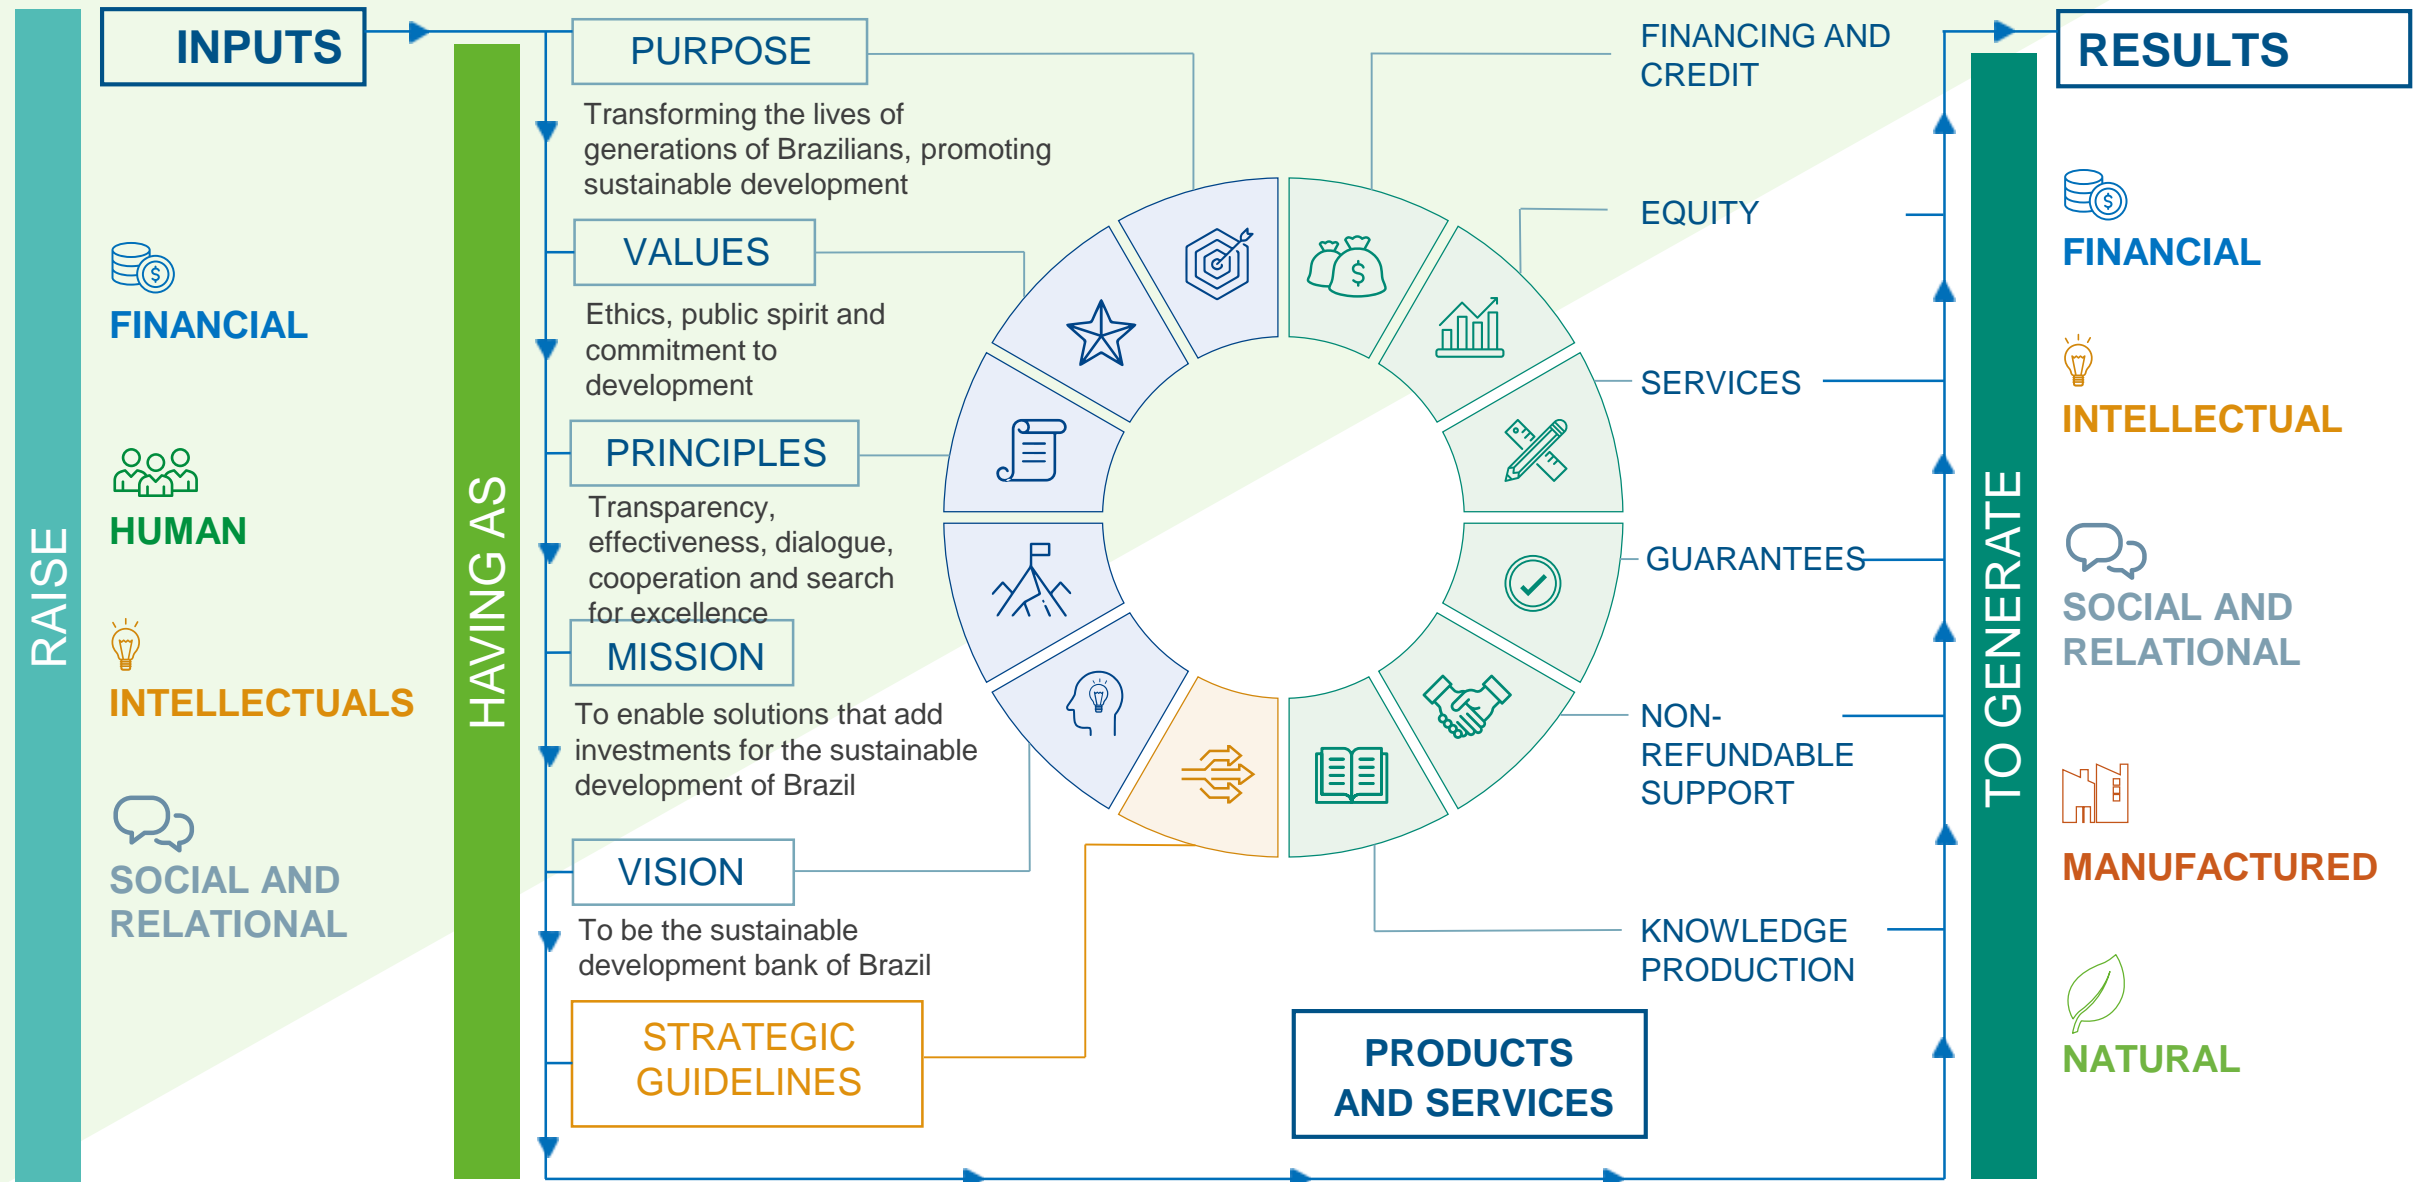 RAISE
INPUTS
FINANCIAL
HUMAN
INTELLECTUALS
SOCIAL AND
RELATIONAL
HAVING AS
PURPOSE
Transforming the lives of
generations of Brazilians, promoting
sustainable development
VALUES
Ethics, public spirit and
commitment to
development
PRINCIPLES
Transparency,
effectiveness, dialogue,
cooperation and search
for excellence
MISSION
To enable solutions that add
investments for the sustainable
development of Brazil
VISION
To be the sustainable
development bank of Brazil
STRATEGIC
GUIDELINES
$
FINANCING AND
CREDIT
EQUITY
SERVICES
GUARANTEES
NON-
REFUNDABLE
SUPPORT
KNOWLEDGE
PRODUCTION
PRODUCTS
AND SERVICES
TO GENERATE
RESULTS
FINANCIAL
INTELLECTUAL
SOCIAL AND
RELATIONAL
MANUFACTURED
NATURAL